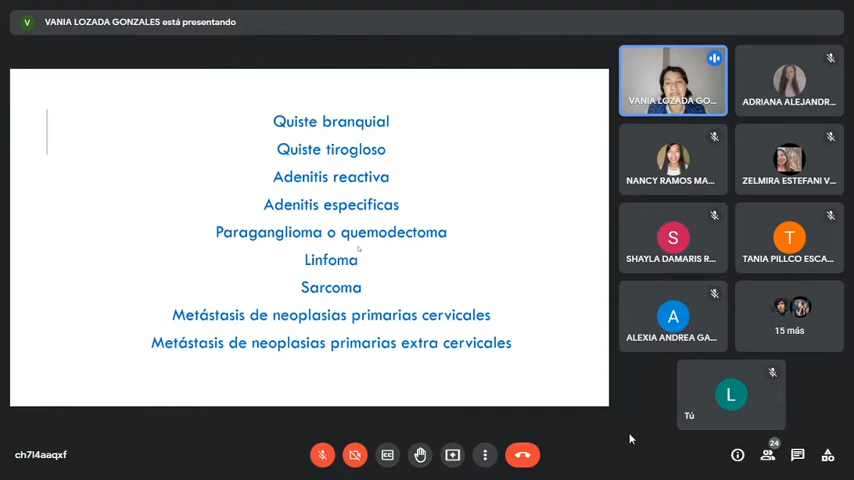 V VANIA LOZADA GONZALES está presentando
Quiste branquial
Quiste tirogloso
Adenitis reactiva
Adenitis especificas
Paraganglioma o quemodectoma
Linfoma
Sarcoma
Metástasis de neoplasias primarias cervicales
Metástasis de neoplasias primarias extra cervicales
VANIA LOZADA GO...
ADRIANA ALEJANDR...
NANCY RAMOS MA...
ZELMIRA ESTEFANI V...
S
SHAYLA DAMARIS R...
T
TANIA PILLCO ESCA...
A
ALEXIA ANDREA GA...
15 más
L
Tú
ch7l4aaqxf
CC
24